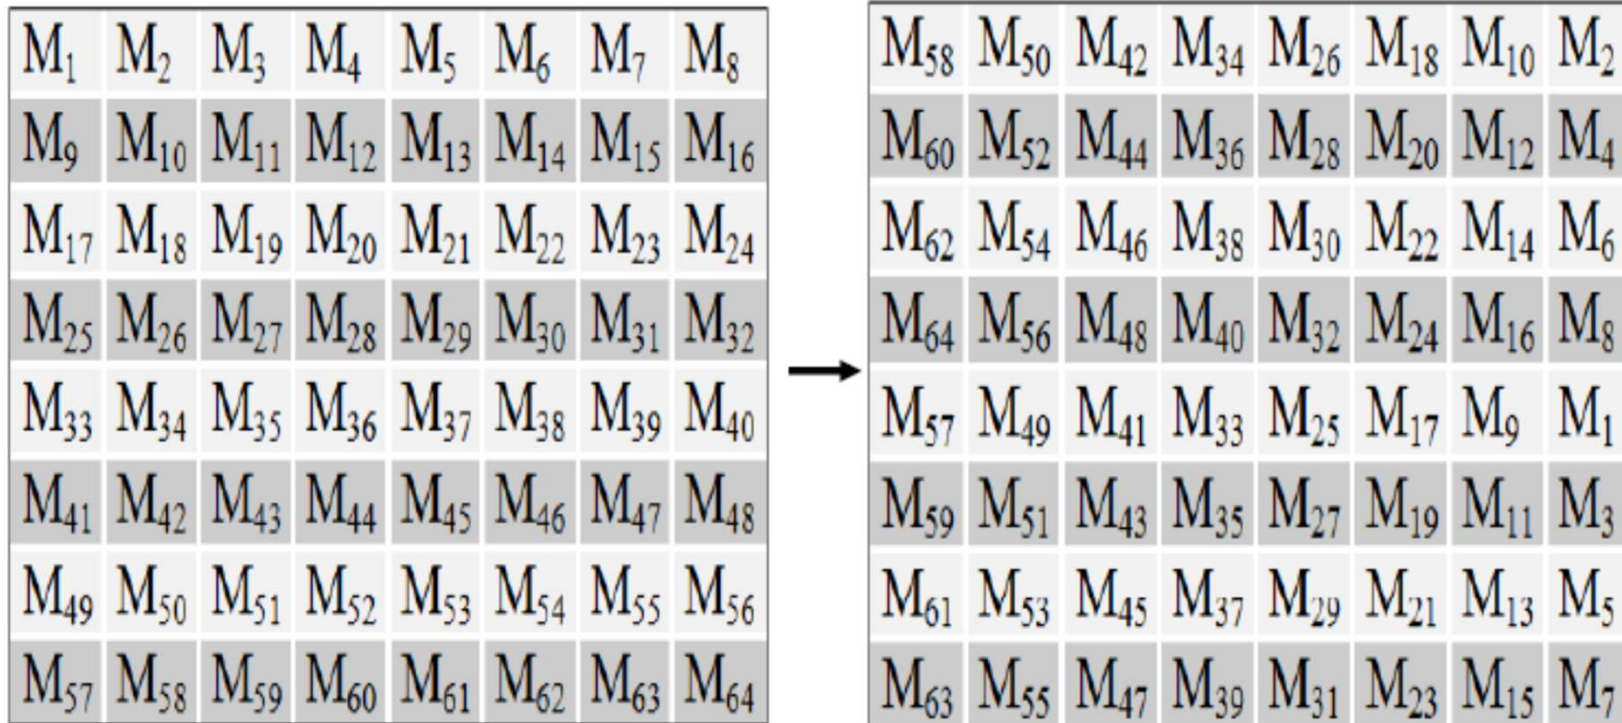 M₁ M₂ M₃ M₄ M₅ M₆ M₇ M₈
M₉ M₁₀ M₁₁ M₁₂ M₁₃ M₁₄ M₁₅ M₁₆
M₁₇ M₁₈ M₁₉ M₂₀ M₂₁ M₂₂ M₂₃ M₂₄
M₂₅ M₂₆ M₂₇ M₂₈ M₂₉ M₃₀ M₃₁ M₃₂
M₃₃ M₃₄ M₃₅ M₃₆ M₃₇ M₃₈ M₃₉ M₄₀
M₄₁ M₄₂ M₄₃ M₄₄ M₄₅ M₄₆ M₄₇ M₄₈
M₄₉ M₅₀ M₅₁ M₅₂ M₅₃ M₅₄ M₅₅ M₅₆
M₅₇ M₅₈ M₅₉ M₆₀ M₆₁ M₆₂ M₆₃ M₆₄
M₅₈ M₅₀ M₄₂ M₃₄ M₂₆ M₁₈ M₁₀ M₂
M₆₀ M₅₂ M₄₄ M₃₆ M₂₈ M₂₀ M₁₂ M₄
M₆₂ M₅₄ M₄₆ M₃₈ M₃₀ M₂₂ M₁₄ M₆
M₆₄ M₅₆ M₄₈ M₄₀ M₃₂ M₂₄ M₁₆ M₈
M₅₇ M₄₉ M₄₁ M₃₃ M₂₅ M₁₇ M₉ M₁
M₅₉ M₅₁ M₄₃ M₃₅ M₂₇ M₁₉ M₁₁ M₃
M₆₁ M₅₃ M₄₅ M₃₇ M₂₉ M₂₁ M₁₃ M₅
M₆₃ M₅₅ M₄₇ M₃₉ M₃₁ M₂₃ M₁₅ M₇